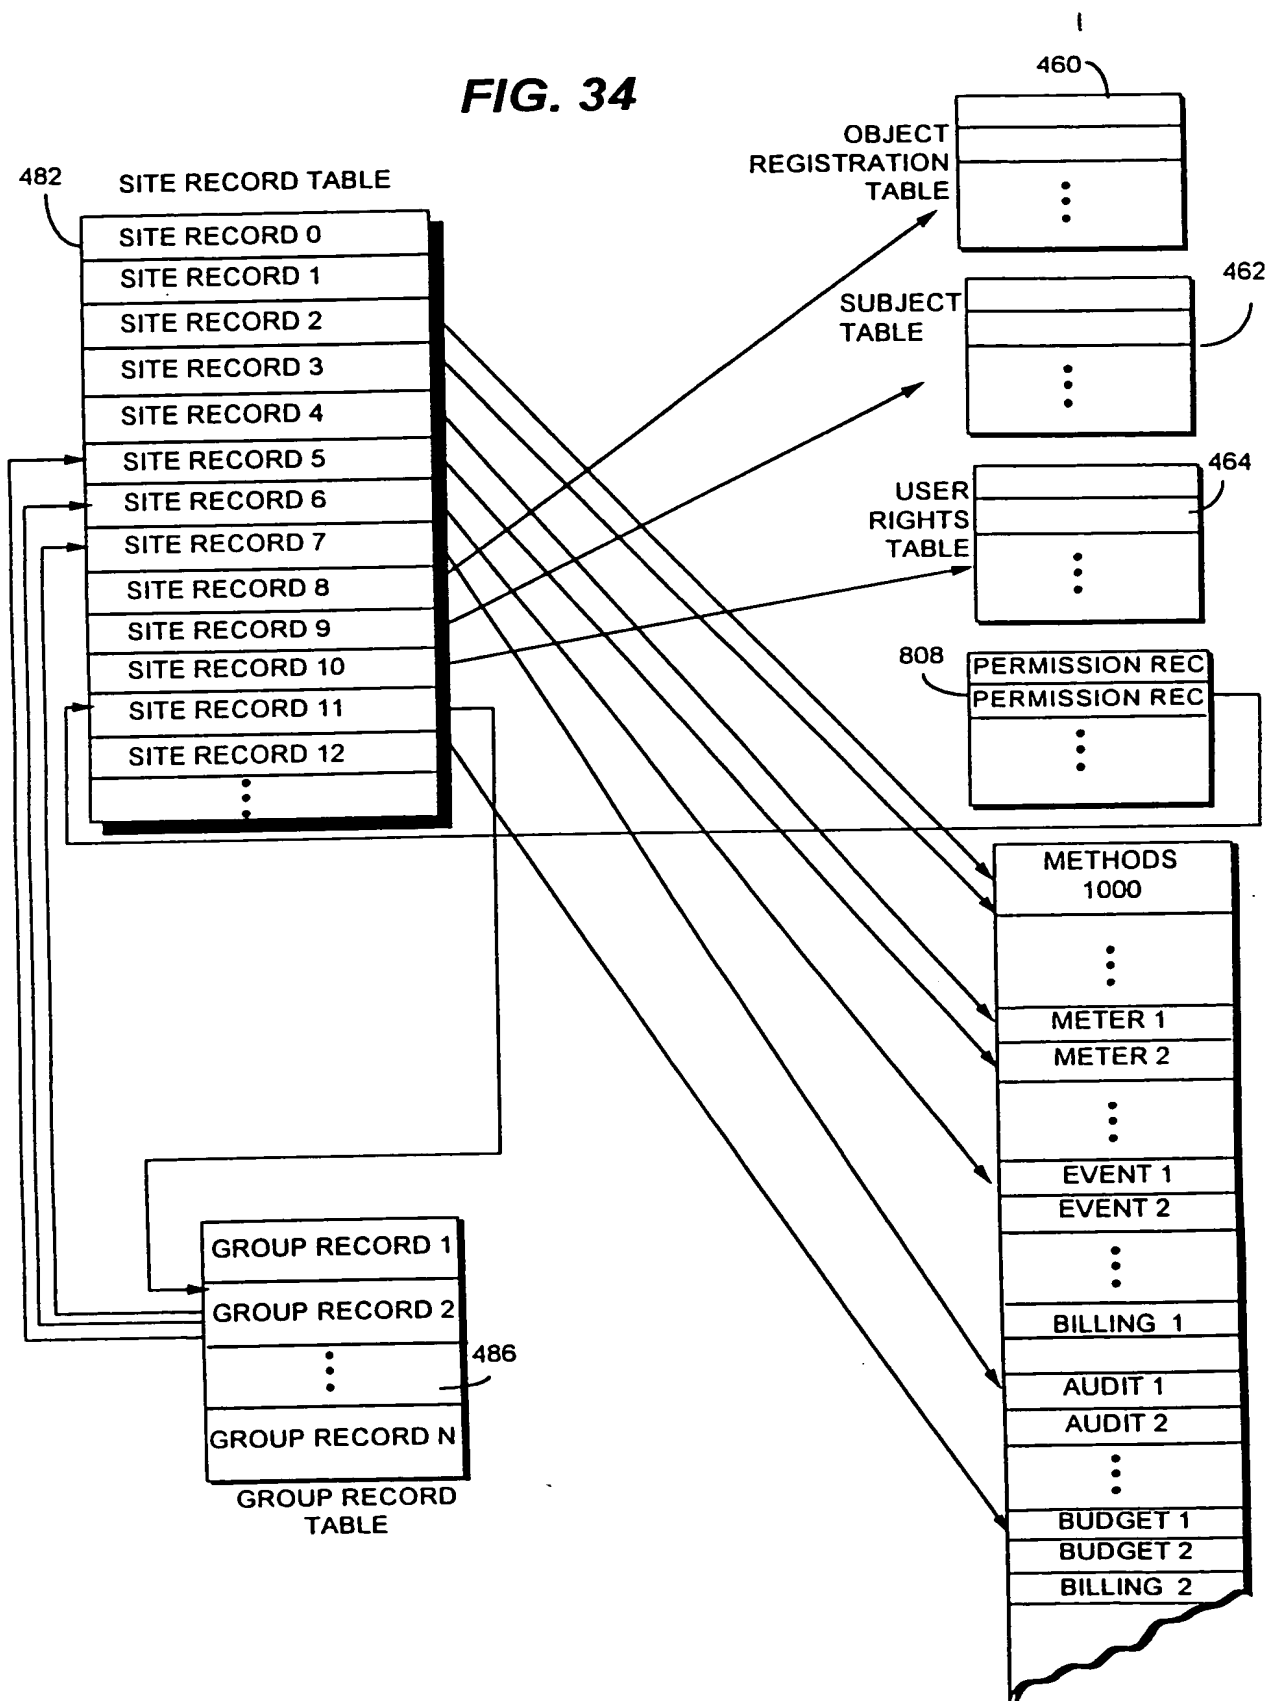 FIG. 34
460
OBJECT
REGISTRATION
TABLE
482
SITE RECORD TABLE
SITE RECORD 0
SITE RECORD 1
SITE RECORD 2
SITE RECORD 3
SITE RECORD 4
SITE RECORD 5
SITE RECORD 6
SITE RECORD 7
SITE RECORD 8
SITE RECORD 9
SITE RECORD 10
SITE RECORD 11
SITE RECORD 12
SUBJECT
TABLE
462
USER
RIGHTS
TABLE
464
808
PERMISSION REC
PERMISSION REC
METHODS
1000
METER 1
METER 2
EVENT 1
EVENT 2
BILLING 1
AUDIT 1
AUDIT 2
BUDGET 1
BUDGET 2
BILLING 2
GROUP RECORD 1
GROUP RECORD 2
486
GROUP RECORD N
GROUP RECORD
TABLE